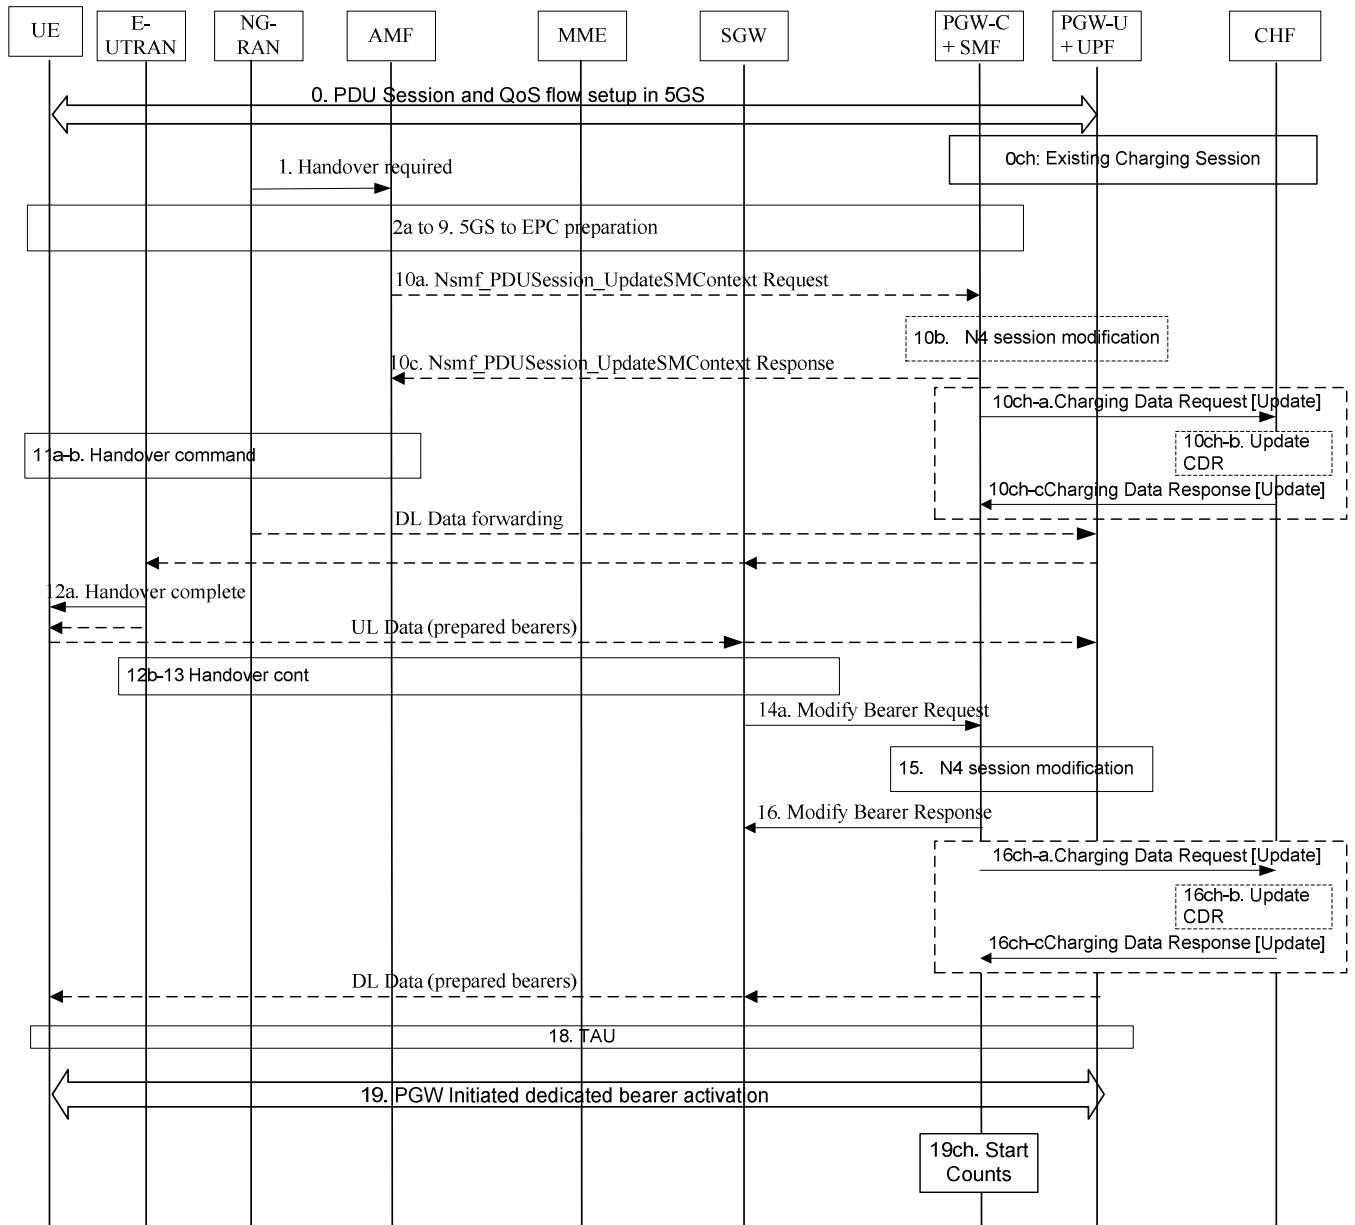 UE
E-
UTRAN
NG-
RAN
AMF
MME
SGW
PGW-C
+ SMF
PGW-U
+ UPF
CHF
0. PDU Session and QoS flow setup in 5GS
0ch: Existing Charging Session
1. Handover required
2a to 9. 5GS to EPC preparation
10a. Nsmf_PDUSession_UpdateSMContext Request
10b. N4 session modification
10c. Nsmf_PDUSession_UpdateSMContext Response
10ch-a.Charging Data Request [Update]
11a-b. Handover command
10ch-b. Update
CDR
10ch-cCharging Data Response [Update]
DL Data forwarding
12a. Handover complete
UL Data (prepared bearers)
12b-13 Handover cont
14a. Modify Bearer Request
15. N4 session modification
16. Modify Bearer Response
16ch-a.Charging Data Request [Update]
16ch-b. Update
CDR
16ch-cCharging Data Response [Update]
DL Data (prepared bearers)
18. TAU
19. PGW Initiated dedicated bearer activation
19ch. Start
Counts